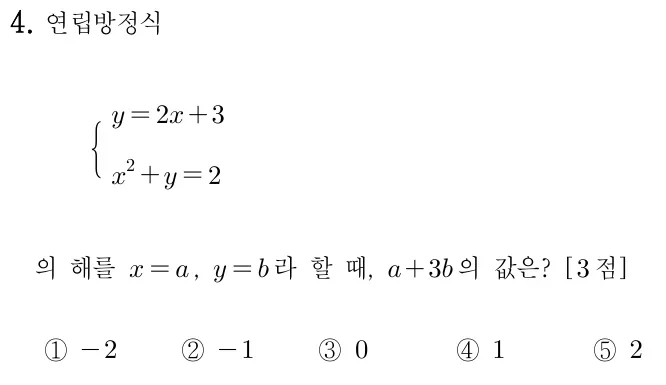 4. 연립방정식
y=2x+3
x²+y=2
의 해를 x=a, y=b라 할 때, a+3b의 값은? [3점]
① -2 ② -1 ③ 0 ④ 1 ⑤ 2